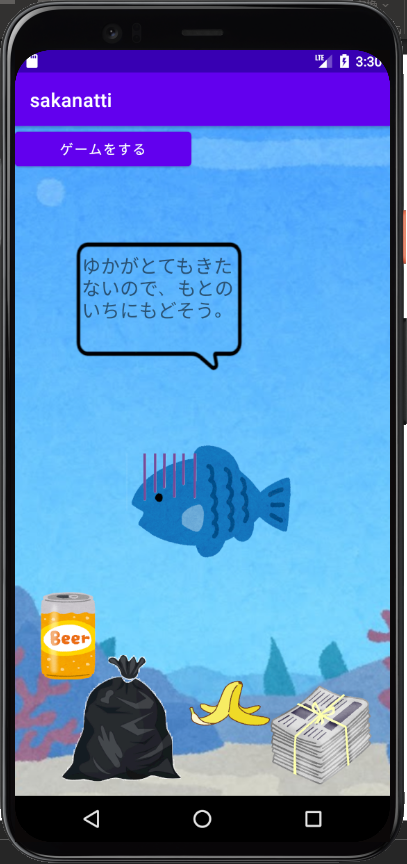 LTE 3:30
sakanatti
ゲームをする
ゆかがとてもきた
ないので、もとの
いちにもどそう。
Beer